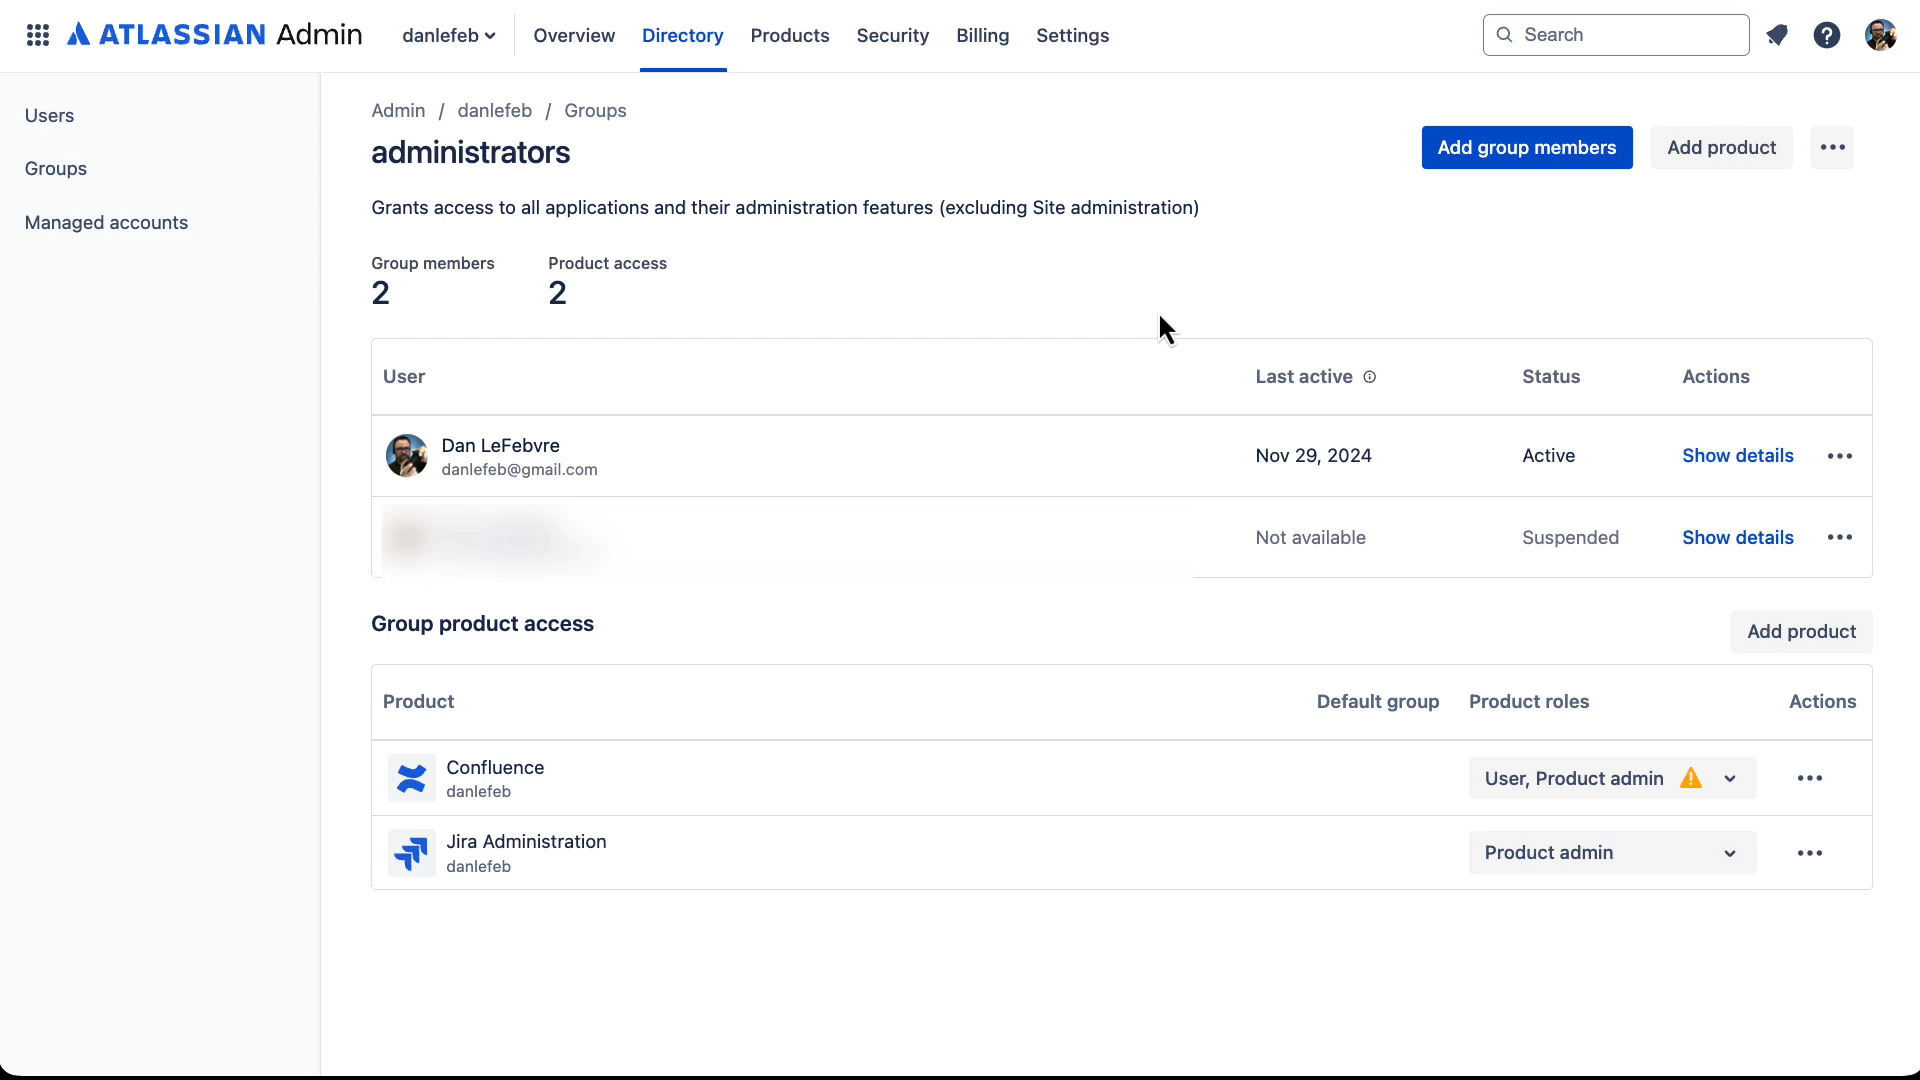 ATLASSIAN Admin
danlefeb
Overview
Directory
Products
Security
Billing
Settings
Search
Users
Groups
Managed accounts
Admin / danlefeb / Groups
administrators
Add group members
Add product
Grants access to all applications and their administration features (excluding Site administration)
Group members
2
Product access
2
User
Last active
Status
Actions
Dan LeFebvre
danlefeb@gmail.com
Nov 29, 2024
Active
Show details
Not available
Suspended
Show details
Group product access
Add product
Product
Default group
Product roles
Actions
Confluence
danlefeb
User, Product admin
Jira Administration
danlefeb
Product admin